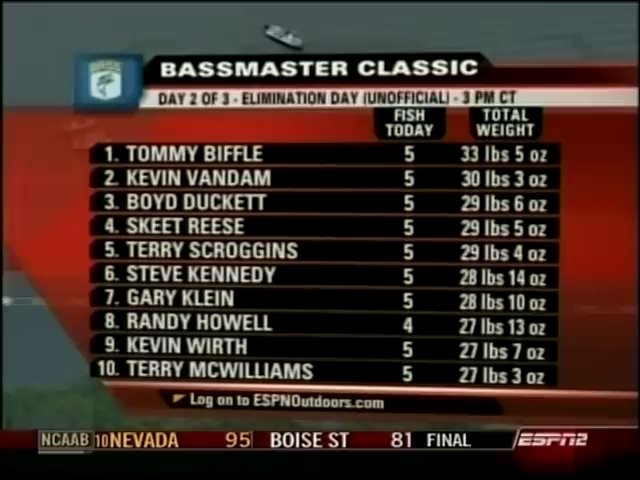 BASSMASTER CLASSIC
DAY 2 OF 3 - ELIMINATION DAY (UNOFFICIAL) - 3 PM CT
FISH TODAY TOTAL WEIGHT
1. TOMMY BIFFLE 5 33 lbs 5 oz
2. KEVIN VANDAM 5 30 lbs 3 oz
3. BOYD DUCKETT 5 29 lbs 6 oz
4. SKEET REESE 5 29 lbs 5 oz
5. TERRY SCROGGINS 5 29 lbs 4 oz
6. STEVE KENNEDY 5 28 lbs 14 oz
7. GARY KLEIN 5 28 lbs 10 oz
8. RANDY HOWELL 4 27 lbs 13 oz
9. KEVIN WIRTH 5 27 lbs 7 oz
10. TERRY MCWILLIAMS 5 27 lbs 3 oz
Log on to ESPNOutdoors.com
NCAAB 10 NEVADA 95 BOISE ST 81 FINAL ESPN2